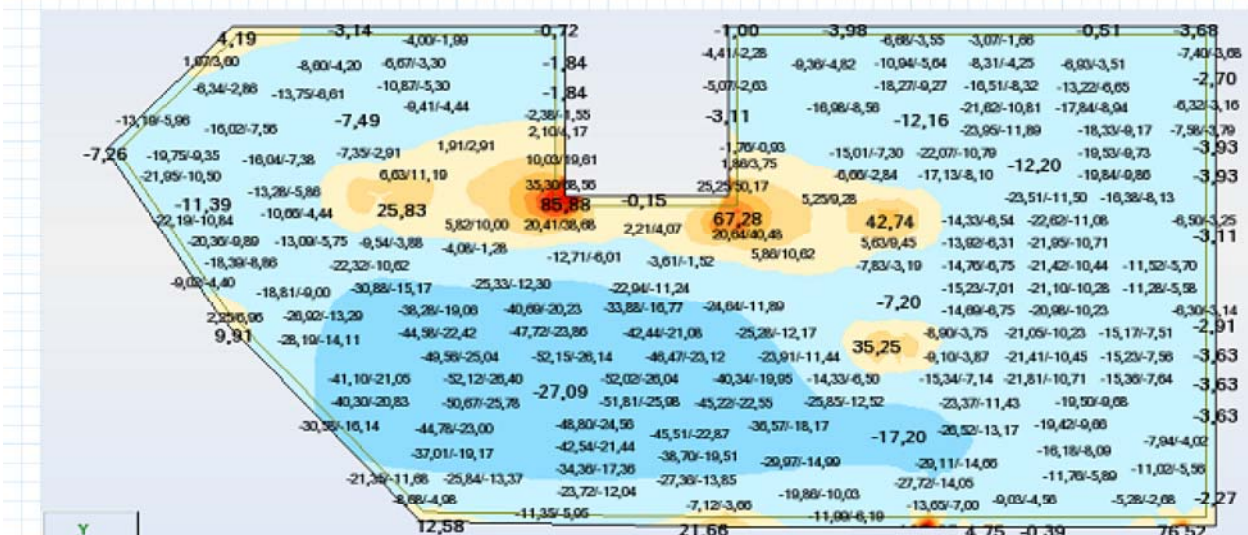 -3,14 -0,72 -1,00 -3,98 -0,51 -3,68
4,19 -4,00/-1,99 -6,68/-3,55 -3,07/-1,66
-4,41/-2,28 -7,40/-3,68
1,97/3,60 -8,60/-4,20 -6,67/-3,30 -1,84 -9,36/-4,82 -10,94/-5,64 -8,31/-4,25 -6,93/-3,51
-6,34/-2,86 -13,75/-6,61 -10,87/-5,30 -1,84 -5,07/-2,63 -18,27/-9,27 -16,51/-8,32 -13,22/-6,65 -2,70
-9,41/-4,44 -16,98/-8,56 -21,62/-10,81 -17,84/-8,94 -6,32/-3,16
-13,19/-5,96 -16,02/-7,56 -7,49 -2,38/-1,55 -3,11 -12,16
2,10/4,17 -23,95/-11,89 -18,33/-9,17 -7,58/-3,79
-7,26 -19,75/-9,35 -16,04/-7,38 -7,35/-2,91 1,91/2,91 -1,76/-0,93 -15,01/-7,30 -22,07/-10,79 -19,53/-9,73 -3,93
10,03/19,61 1,86/3,75 -12,20
-21,95/-10,50 6,63/11,19 -6,66/-2,84 -17,13/-8,10 -19,84/-9,86 -3,93
-13,28/-5,86 35,30/68,56 25,25/50,17
-11,39 85,88 -0,15 5,25/9,28 -23,51/-11,50 -16,38/-8,13
-22,19/-10,84 -10,66/-4,44 25,83 67,28 42,74 -14,33/-6,54 -22,62/-11,08 -6,50/-3,25
5,82/10,00 20,41/38,68 2,21/4,07 20,64/40,48
-20,36/-9,89 -13,09/-5,75 -9,54/-3,88 5,63/9,45 -13,92/-6,31 -21,95/-10,71 -3,11
-4,08/-1,28 -12,71/-6,01 -3,61/-1,52 5,86/10,62
-18,39/-8,86 -22,32/-10,62 -7,83/-3,19 -14,76/-6,75 -21,42/-10,44 -11,52/-5,70
-9,02/-4,40 -18,81/-9,00 -30,88/-15,17 -25,33/-12,30 -22,94/-11,24 -15,23/-7,01 -21,10/-10,28 -11,28/-5,58
-26,92/-13,29 -38,28/-19,06 -40,69/-20,23 -33,88/-16,77 -24,64/-11,89 -7,20 -14,69/-6,75 -20,98/-10,23 -6,30/-3,14
9,91 -28,19/-14,11 -44,58/-22,42 -47,72/-23,86 -42,44/-21,08 -25,28/-12,17 -8,90/-3,75 -21,05/-10,23 -15,17/-7,51 -2,91
-49,56/-25,04 -52,15/-26,14 -46,47/-23,12 -23,91/-11,44 35,25 -9,10/-3,87 -21,41/-10,45 -15,23/-7,58 -3,63
-41,10/-21,05 -52,12/-26,40 -27,09 -52,02/-26,04 -40,34/-19,95 -14,33/-6,50 -15,34/-7,14 -21,81/-10,71 -15,36/-7,64 -3,63
-40,30/-20,83 -50,67/-25,78 -51,81/-25,98 -45,22/-22,55 -25,85/-12,52 -23,37/-11,43 -19,50/-9,68
-30,58/-16,14 -44,78/-23,00 -48,80/-24,56 -45,51/-22,87 -36,57/-18,17 -17,20 -26,52/-13,17 -19,42/-9,66 -3,63
-37,01/-19,17 -42,54/-21,44 -38,70/-19,51 -29,97/-14,99 -16,18/-8,09 -7,94/-4,02
-34,36/-17,36 -29,11/-14,66 -11,02/-5,56
-21,35/-11,68 -25,84/-13,37 -27,36/-13,85 -27,72/-14,05 -11,76/-5,89
-8,68/-4,98 -23,72/-12,04 -7,12/-3,66 -19,86/-10,03 -13,65/-7,00 -9,03/-4,56 -5,28/-2,68 -2,27
12,58 -11,35/-5,95 21,66 -11,99/-6,19 4,75 -0,39 76,52
Y